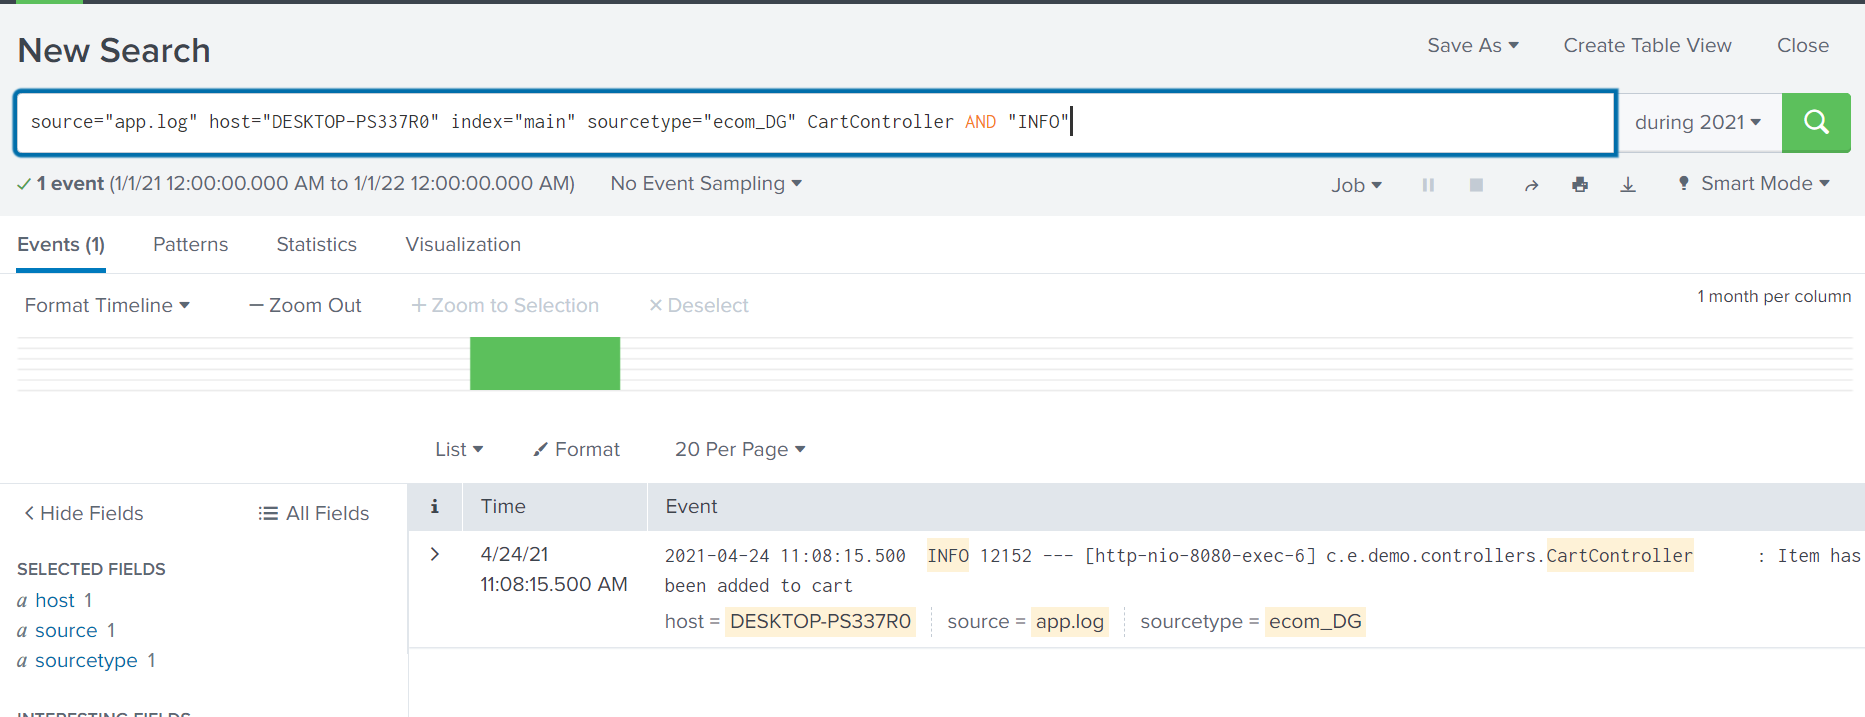 New Search
Save As Create Table View Close
source="app.log" host="DESKTOP-PS337R0" index="main" sourcetype="ecom_DG" CartController AND "INFO"
during 2021
1 event (1/1/21 12:00:00.000 AM to 1/1/22 12:00:00.000 AM) No Event Sampling
Job Smart Mode
Events (1) Patterns Statistics Visualization
Format Timeline — Zoom Out + Zoom to Selection × Deselect
1 month per column
List Format 20 Per Page
< Hide Fields All Fields
i Time Event
SELECTED FIELDS
a host 1
a source 1
a sourcetype 1
INTERESTING FIELDS
> 4/24/21
11:08:15.500 AM
2021-04-24 11:08:15.500 INFO 12152 --- [http-nio-8080-exec-6] c.e.demo.controllers.CartController : Item has
been added to cart
host = DESKTOP-PS337R0 source = app.log sourcetype = ecom_DG